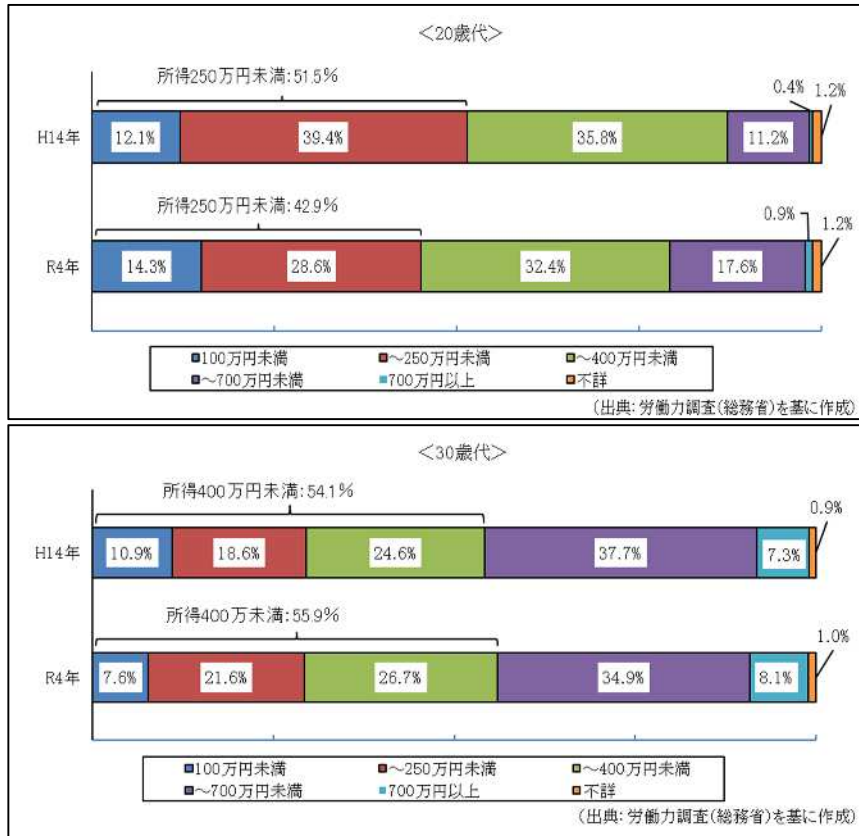 <20歳代>
所得250万円未満:51.5%
0.4%
1.2%
H14年
12.1%
39.4%
35.8%
11.2%
所得250万円未満:42.9%
0.9%
1.2%
R4年
14.3%
28.6%
32.4%
17.6%
■100万円未満 ■~250万円未満 ■~400万円未満
■~700万円未満 ■700万円以上 ■不詳
(出典:労働力調査(総務省)を基に作成)
<30歳代>
所得400万円未満:54.1%
0.9%
H14年
10.9%
18.6%
24.6%
37.7%
7.3%
所得400万未満:55.9%
1.0%
R4年
7.6%
21.6%
26.7%
34.9%
8.1%
■100万円未満 ■~250万円未満 ■~400万円未満
■~700万円未満 ■700万円以上 ■不詳
(出典:労働力調査(総務省)を基に作成)